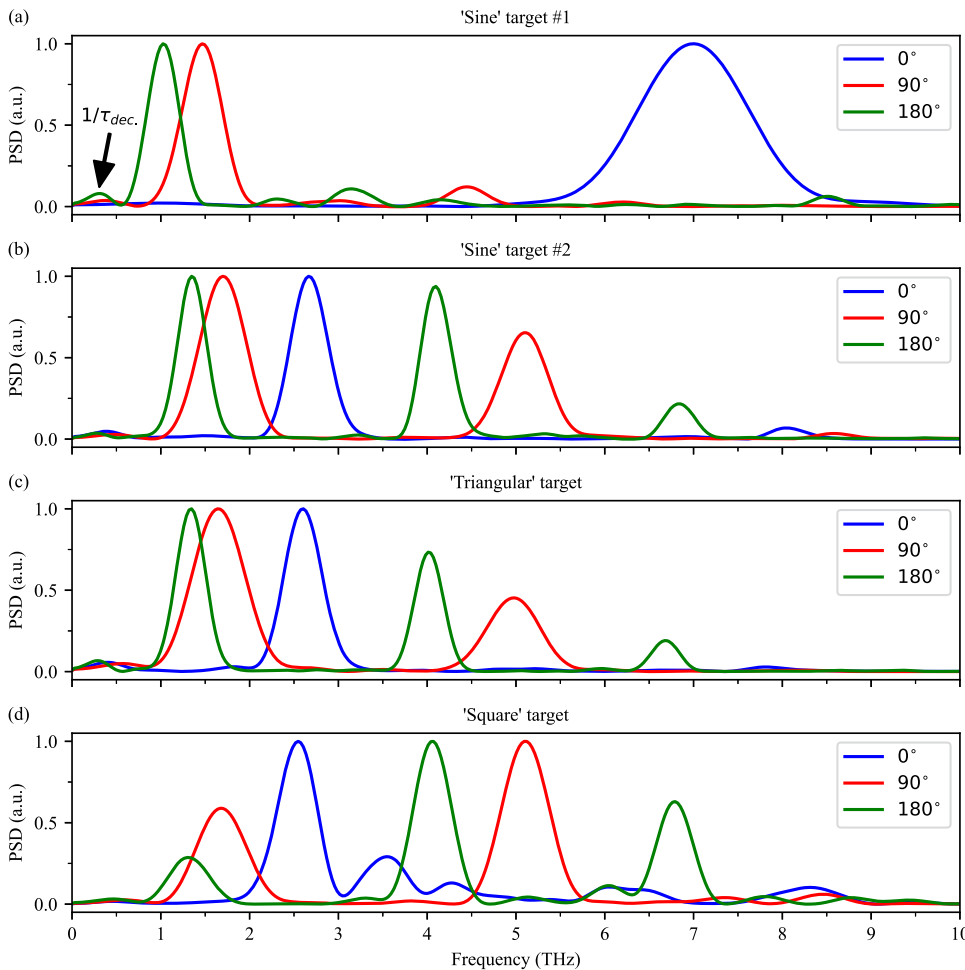 (a)
'Sine' target #1
PSD (a.u.)
1.0
0.5
0.0
1/τdec.
0°
90°
180°
(b)
'Sine' target #2
PSD (a.u.)
1.0
0.5
0.0
0°
90°
180°
(c)
'Triangular' target
PSD (a.u.)
1.0
0.5
0.0
0°
90°
180°
(d)
'Square' target
PSD (a.u.)
1.0
0.5
0.0
0°
90°
180°
0 1 2 3 4 5 6 7 8 9 10
Frequency (THz)